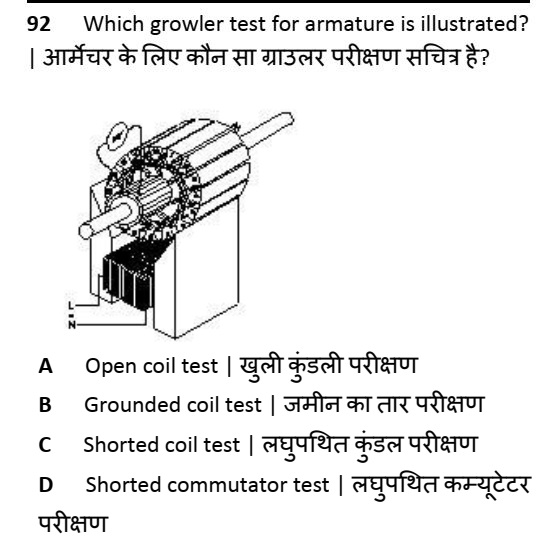 92 Which growler test for armature is illustrated?
| आर्मेचर के लिए कौन सा ग्राउलर परीक्षण सचित्र है?
L
N
A Open coil test | खुली कुंडली परीक्षण
B Grounded coil test | जमीन का तार परीक्षण
C Shorted coil test | लघुपथित कुंडल परीक्षण
D Shorted commutator test | लघुपथित कम्यूटेटर
परीक्षण